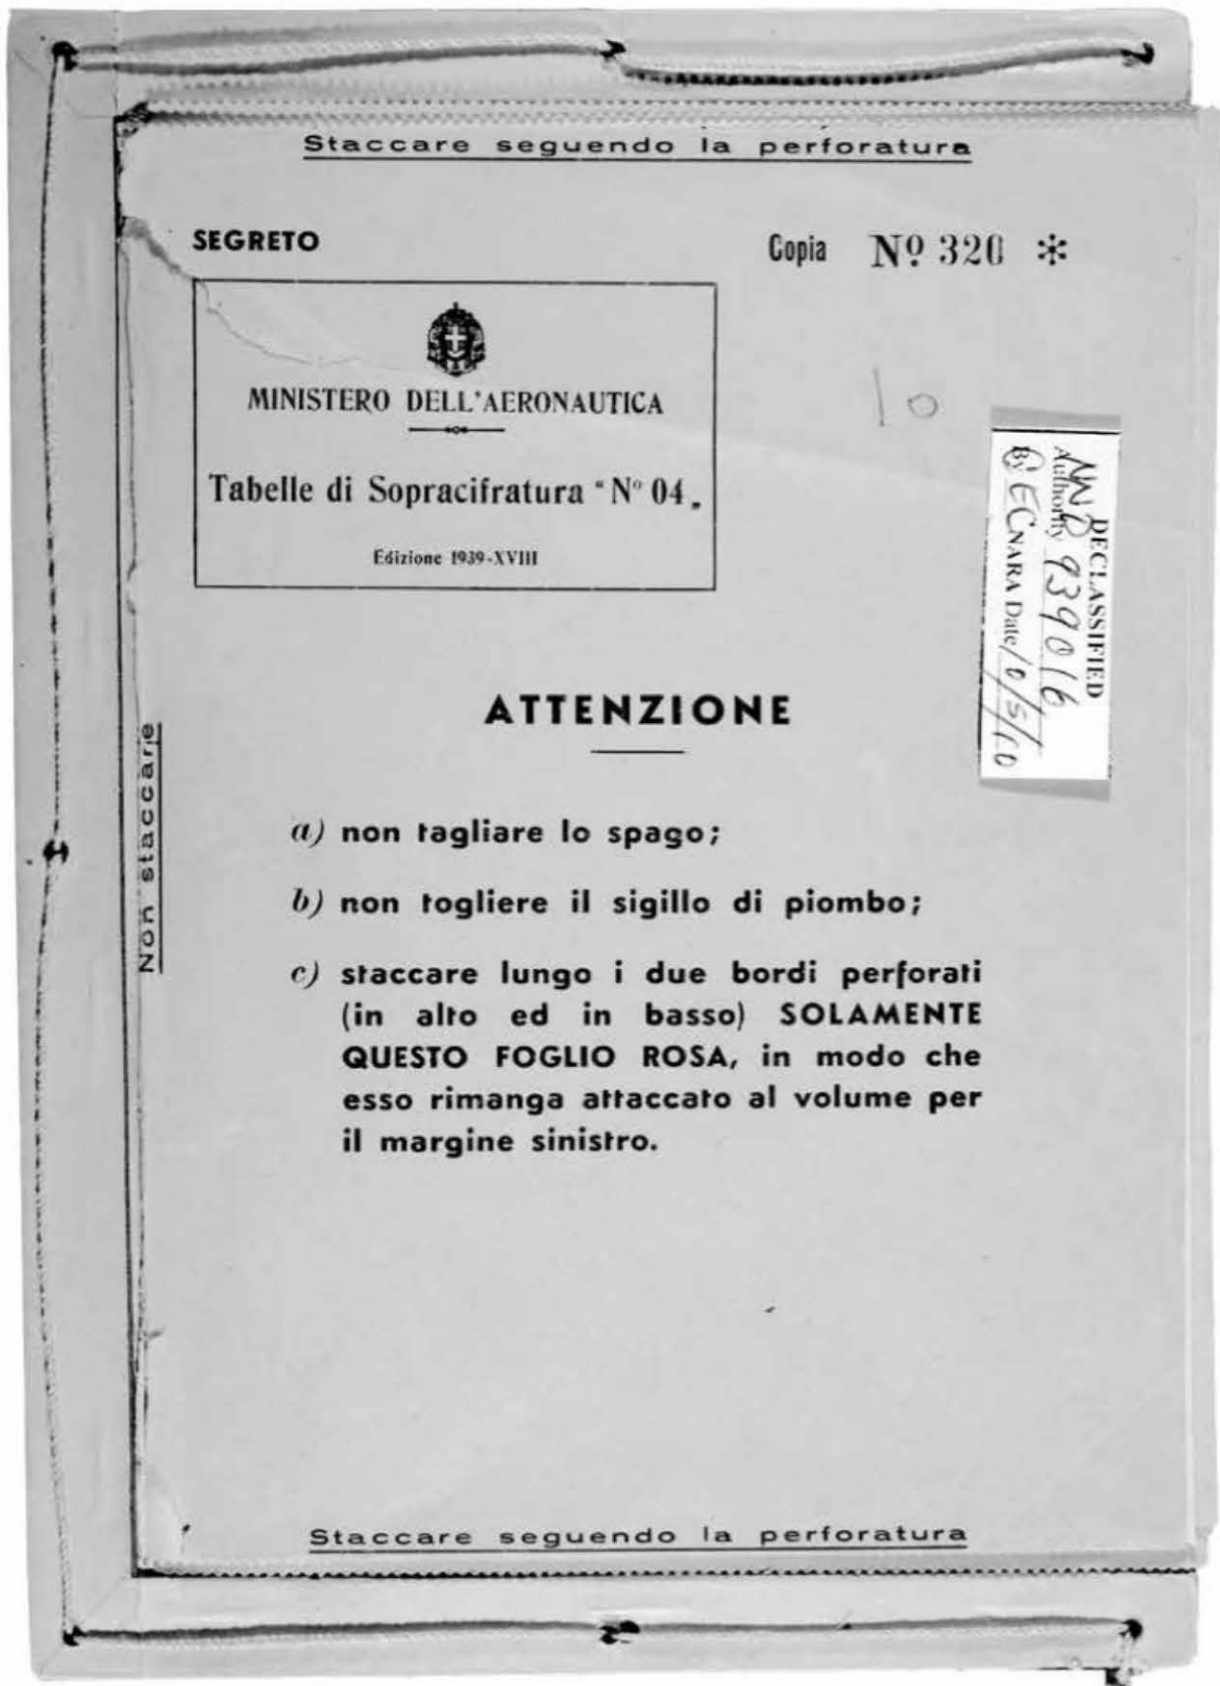 Staccare seguendo la perforatura
SEGRETO
Copia Nº 320 *
MINISTERO DELL'AERONAUTICA
Tabelle di Sopracifratura "Nº 04„
Edizione 1939-XVIII
10
DECLASSIFIED
Authority NND 939016
By EC NARA Date 10/5/10
ATTENZIONE
Non staccare
a) non tagliare lo spago;
b) non togliere il sigillo di piombo;
c) staccare lungo i due bordi perforati
(in alto ed in basso) SOLAMENTE
QUESTO FOGLIO ROSA, in modo che
esso rimanga attaccato al volume per
il margine sinistro.
Staccare seguendo la perforatura